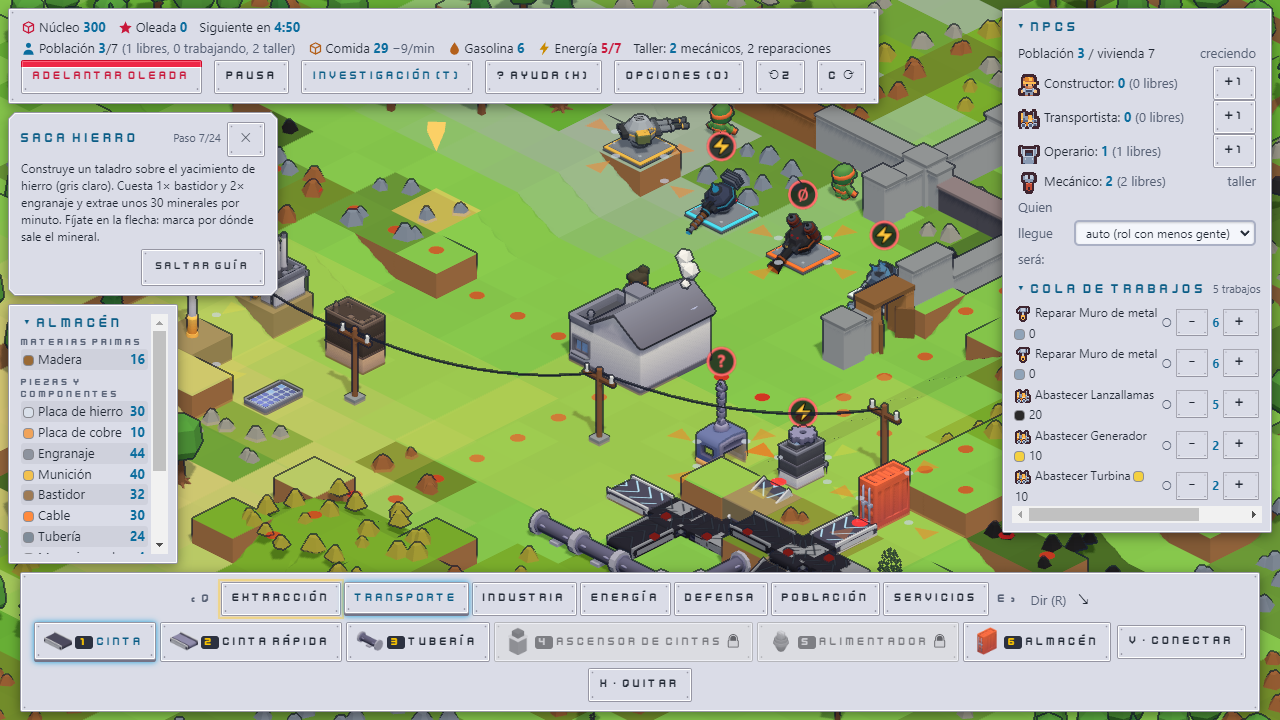 Núcleo 300 Oleada 0 Siguiente en 4:50
Población 3/7 (1 libres, 0 trabajando, 2 taller) Comida 29 −9/min Gasolina 6 Energía 5/7 Taller: 2 mecánicos, 2 reparaciones
ADELANTAR OLEADA PAUSA INVESTIGACIÓN (T) ? AYUDA (H) OPCIONES (O) ⟲2 C ⟳
SACA HIERRO Paso 7/24 ×
Construye un taladro sobre el yacimiento de
hierro (gris claro). Cuesta 1× bastidor y 2×
engranaje y extrae unos 30 minerales por
minuto. Fíjate en la flecha: marca por dónde
sale el mineral.
SALTAR GUÍA
ALMACÉN
MATERIAS PRIMAS
Madera 16
PIEZAS Y
COMPONENTES
Placa de hierro 30
Placa de cobre 10
Engranaje 44
Munición 40
Bastidor 32
Cable 30
Tubería 24
NPCS
Población 3 / vivienda 7 creciendo
Constructor: 0 (0 libres) +1
Transportista: 0 (0 libres) +1
Operario: 1 (1 libres) +1
Mecánico: 2 (2 libres) taller
Quien
llegue
será:
auto (rol con menos gente)
COLA DE TRABAJOS 5 trabajos
Reparar Muro de metal
0 − 6 +
Reparar Muro de metal
0 − 6 +
Abastecer Lanzallamas
20 − 5 +
Abastecer Generador
10 − 2 +
Abastecer Turbina
10 − 2 +
?
‹ Q EXTRACCIÓN TRANSPORTE INDUSTRIA ENERGÍA DEFENSA POBLACIÓN SERVICIOS E › Dir (R) ↘
1 CINTA 2 CINTA RÁPIDA 3 TUBERÍA 4 ASCENSOR DE CINTAS 5 ALIMENTADOR 6 ALMACÉN V · CONECTAR
X · QUITAR